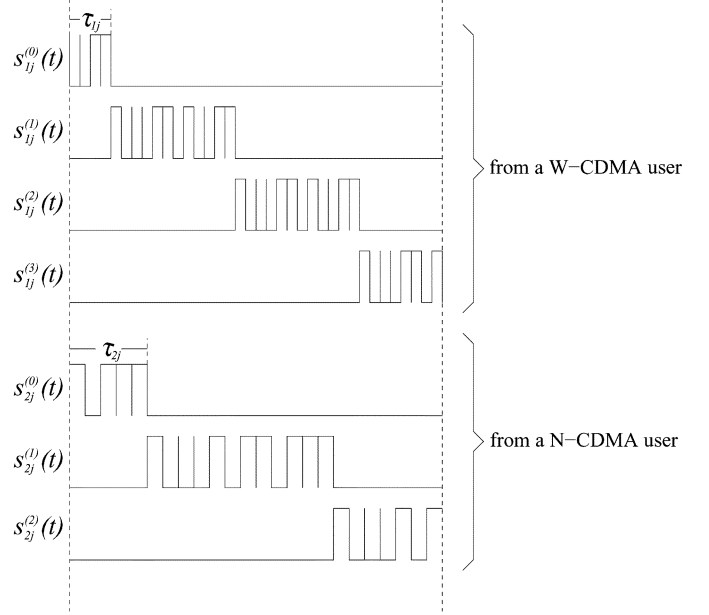 τ₁ⱼ
s₁ⱼ⁽⁰⁾(t)
s₁ⱼ⁽¹⁾(t)
s₁ⱼ⁽²⁾(t)
from a W−CDMA user
s₁ⱼ⁽³⁾(t)
τ₂ⱼ
s₂ⱼ⁽⁰⁾(t)
s₂ⱼ⁽¹⁾(t)
from a N−CDMA user
s₂ⱼ⁽²⁾(t)